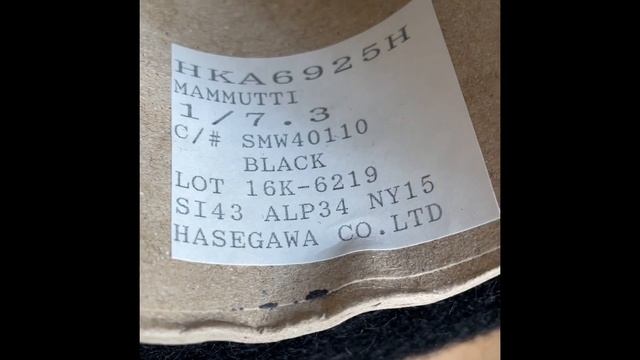 HKA6925H
MAMMUTTI
1/7.3
C/# SMW40110
BLACK
LOT 16K-6219
SI43 ALP34 NY15
HASEGAWA CO.LTD